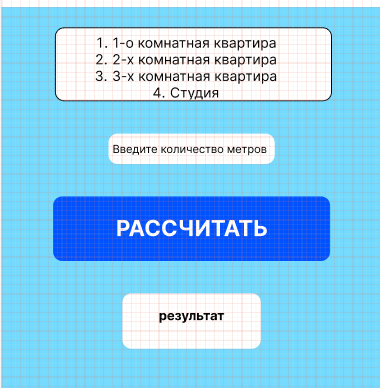 1. 1-о комнатная квартира
2. 2-х комнатная квартира
3. 3-х комнатная квартира
4. Студия
Введите количество метров
РАССЧИТАТЬ
результат